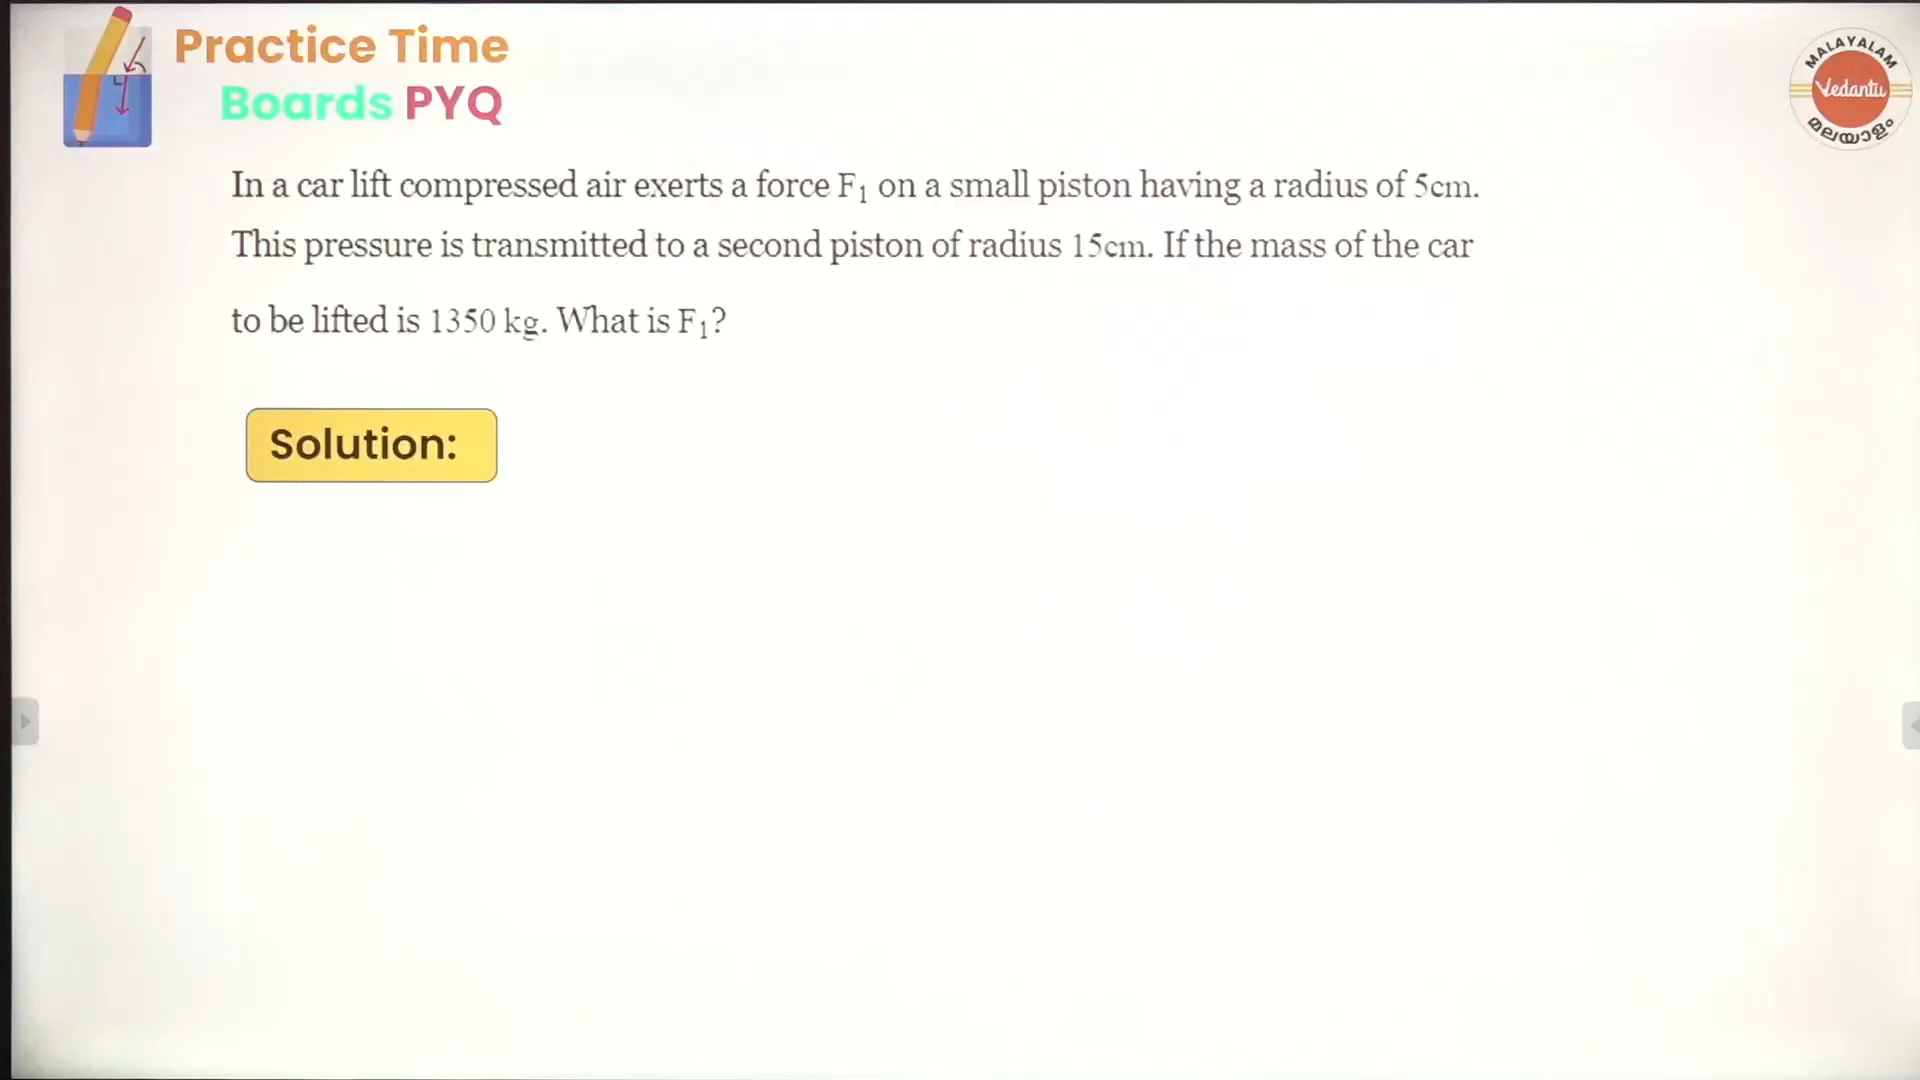 Practice Time
Boards PYQ
MALAYALAM
Vedantu
മലയാളം
In a car lift compressed air exerts a force F₁ on a small piston having a radius of 5cm.
This pressure is transmitted to a second piston of radius 15cm. If the mass of the car
to be lifted is 1350 kg. What is F₁?
Solution: